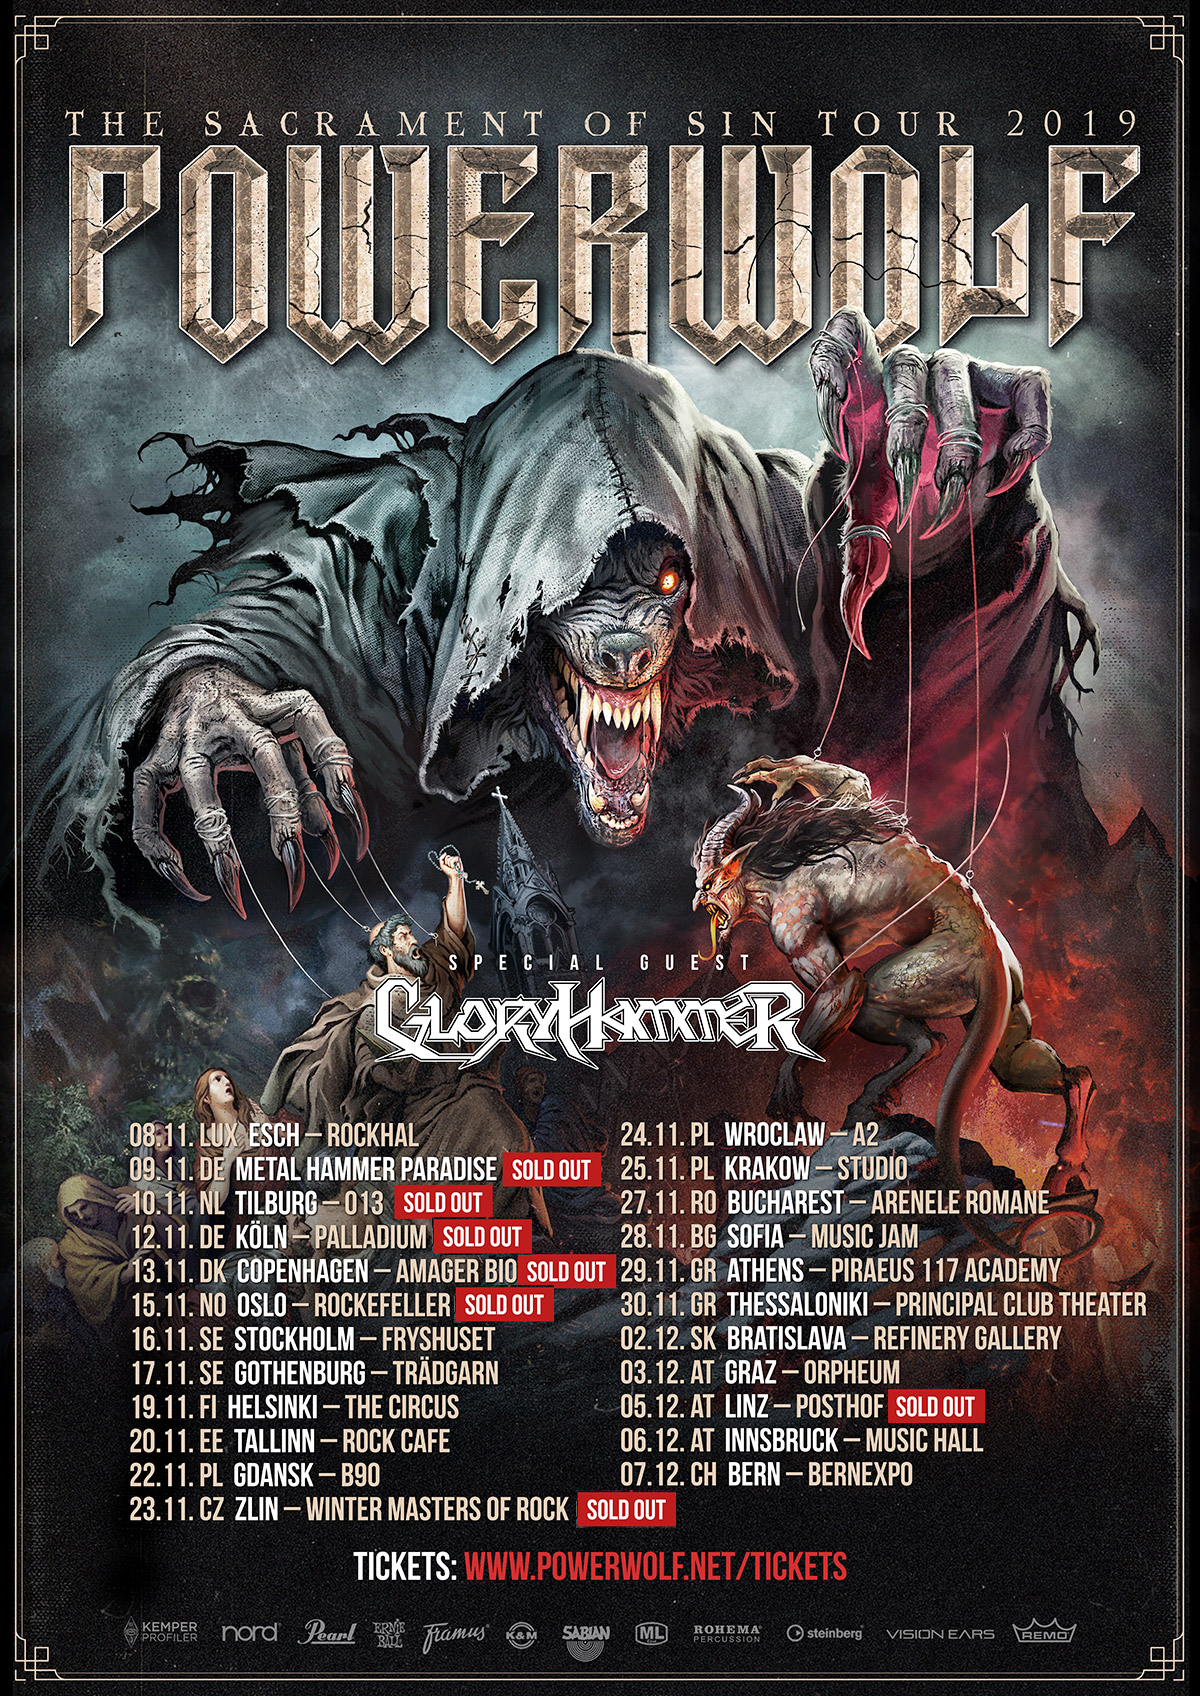 THE SACRAMENT OF SIN TOUR 2019
POWERWOLF
SPECIAL GUEST
GLORYHAMMER
08.11. LUX ESCH – ROCKHAL
09.11. DE METAL HAMMER PARADISE SOLD OUT
10.11. NL TILBURG – 013 SOLD OUT
12.11. DE KÖLN – PALLADIUM SOLD OUT
13.11. DK COPENHAGEN – AMAGER BIO SOLD OUT
15.11. NO OSLO – ROCKEFELLER SOLD OUT
16.11. SE STOCKHOLM – FRYSHUSET
17.11. SE GOTHENBURG – TRÄDGARN
19.11. FI HELSINKI – THE CIRCUS
20.11. EE TALLINN – ROCK CAFE
22.11. PL GDANSK – B90
23.11. CZ ZLIN – WINTER MASTERS OF ROCK SOLD OUT
24.11. PL WROCLAW – A2
25.11. PL KRAKOW – STUDIO
27.11. RO BUCHAREST – ARENELE ROMANE
28.11. BG SOFIA – MUSIC JAM
29.11. GR ATHENS – PIRAEUS 117 ACADEMY
30.11. GR THESSALONIKI – PRINCIPAL CLUB THEATER
02.12. SK BRATISLAVA – REFINERY GALLERY
03.12. AT GRAZ – ORPHEUM
05.12. AT LINZ – POSTHOF SOLD OUT
06.12. AT INNSBRUCK – MUSIC HALL
07.12. CH BERN – BERNEXPO
TICKETS: WWW.POWERWOLF.NET/TICKETS
KEMPER PROFILER nord Pearl ERNIE BALL Framus K&M SABIAN ML ROHEMA PERCUSSION steinberg VISION EARS REMO